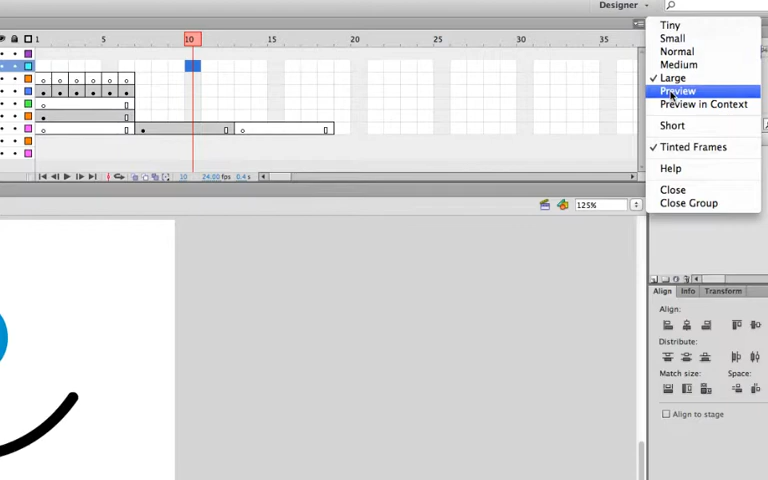 Designer
1 5 10 15 20 25 30 35
Tiny
Small
Normal
Medium
✓ Large
Preview
Preview in Context
Short
✓ Tinted Frames
Help
Close
Close Group
10 24.00 fps 0.4 s
125%
Align Info Transform
Align:
Distribute:
Match size: Space:
Align to stage